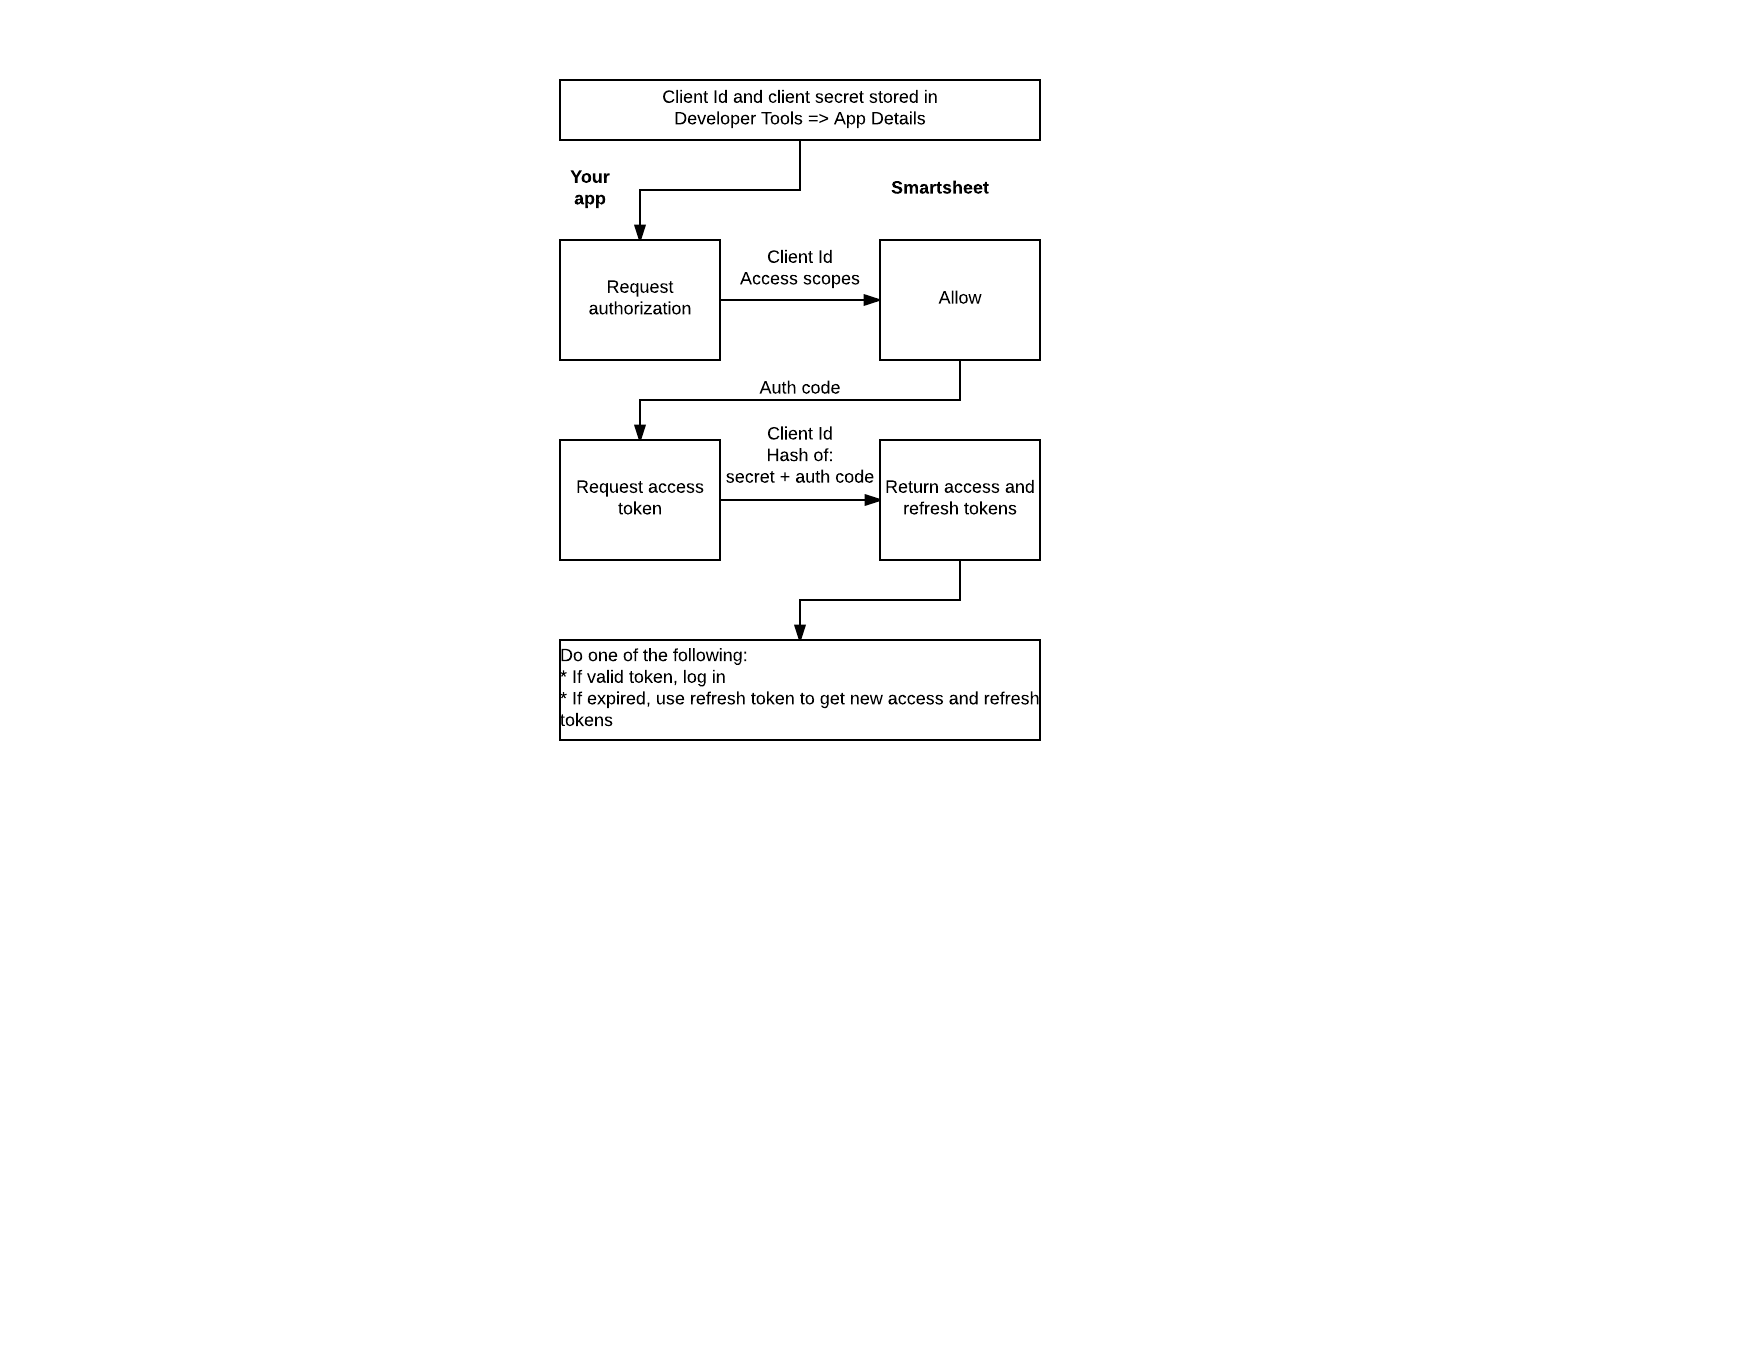 Client Id and client secret stored in
Developer Tools => App Details
Your
app
Smartsheet
Request
authorization
Client Id
Access scopes
Allow
Auth code
Request access
token
Client Id
Hash of:
secret + auth code
Return access and
refresh tokens
Do one of the following:
* If valid token, log in
* If expired, use refresh token to get new access and refresh
tokens